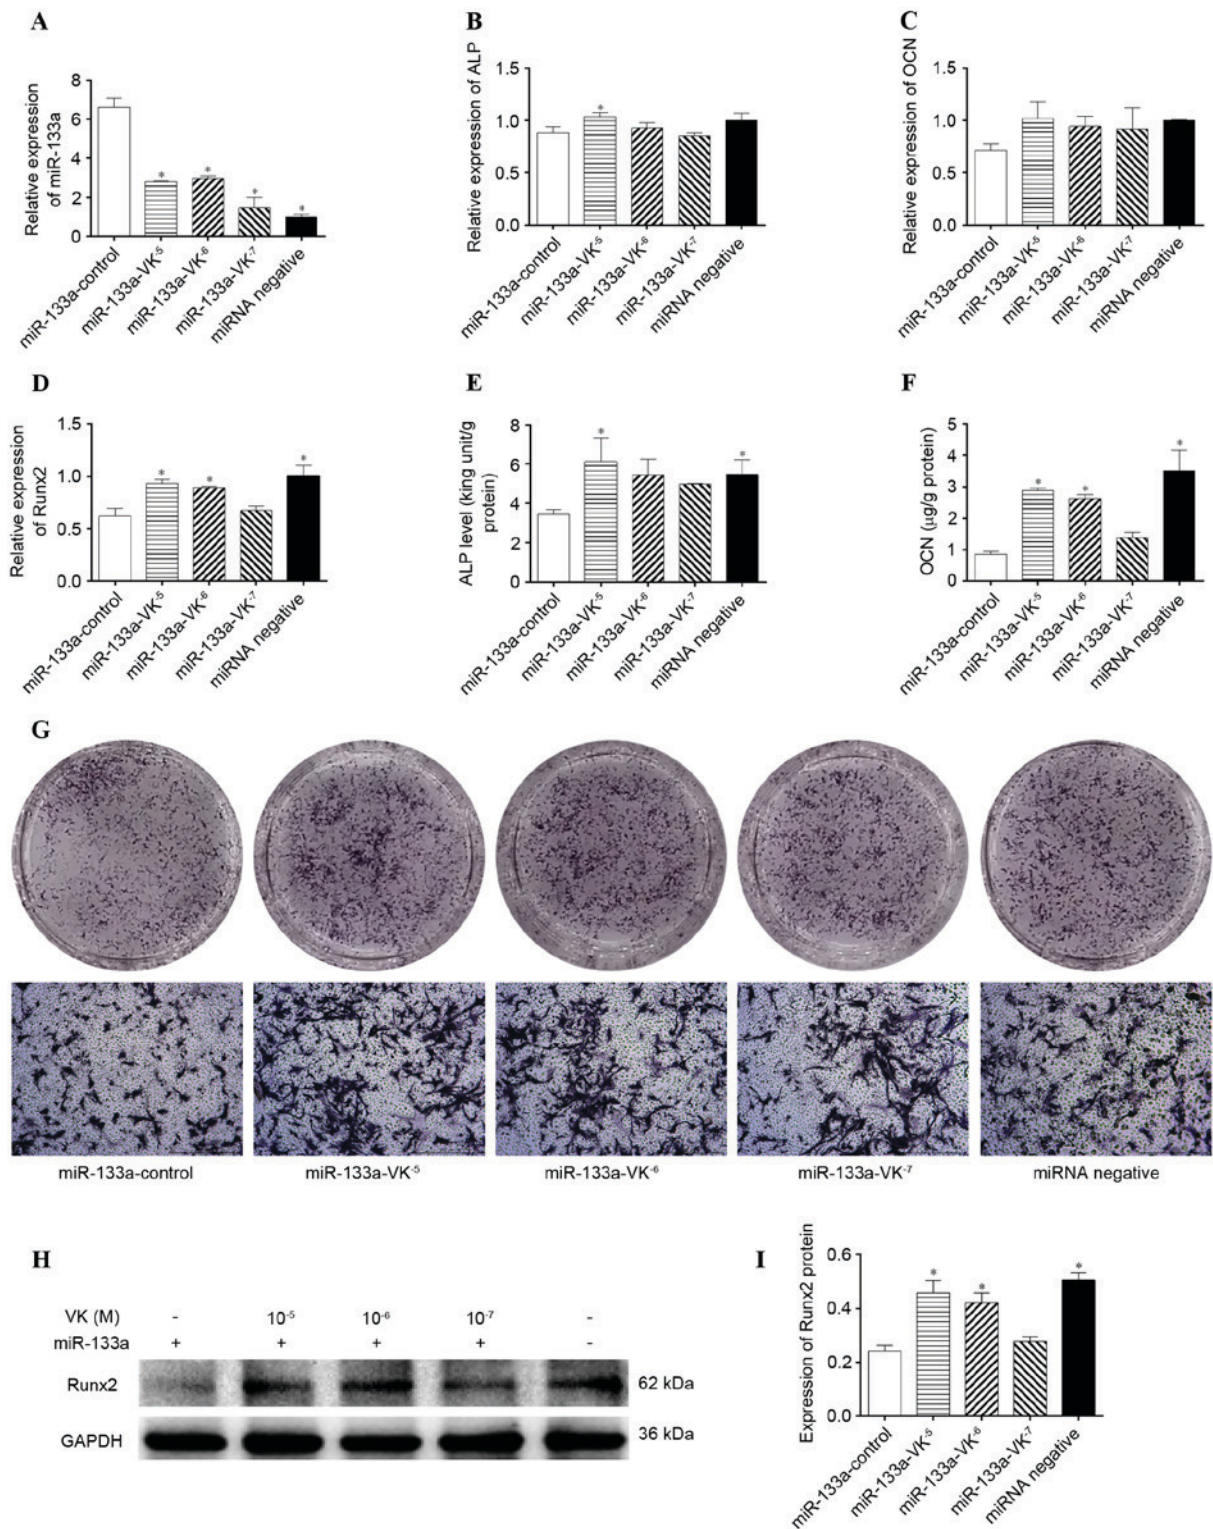 A
Relative expression
of miR-133a
8
6
4
2
0
miR-133a-control
miR-133a-VK⁻⁵
miR-133a-VK⁻⁶
miR-133a-VK⁻⁷
miRNA negative
*
*
*
*
B
Relative expression of ALP
1.5
1.0
0.5
0.0
miR-133a-control
miR-133a-VK⁻⁵
miR-133a-VK⁻⁶
miR-133a-VK⁻⁷
miRNA negative
*
C
Relative expression of OCN
1.5
1.0
0.5
0.0
miR-133a-control
miR-133a-VK⁻⁵
miR-133a-VK⁻⁶
miR-133a-VK⁻⁷
miRNA negative
D
Relative expression
of Runx2
1.5
1.0
0.5
0.0
miR-133a-control
miR-133a-VK⁻⁵
miR-133a-VK⁻⁶
miR-133a-VK⁻⁷
miRNA negative
*
*
*
E
ALP level (king unit/g
protein)
8
6
4
2
0
miR-133a-control
miR-133a-VK⁻⁵
miR-133a-VK⁻⁶
miR-133a-VK⁻⁷
miRNA negative
*
*
F
OCN (µg/g protein)
5
4
3
2
1
0
miR-133a-control
miR-133a-VK⁻⁵
miR-133a-VK⁻⁶
miR-133a-VK⁻⁷
miRNA negative
*
*
*
G
miR-133a-control
miR-133a-VK⁻⁵
miR-133a-VK⁻⁶
miR-133a-VK⁻⁷
miRNA negative
H
VK (M) - 10⁻⁵ 10⁻⁶ 10⁻⁷ -
miR-133a + + + + -
Runx2 62 kDa
GAPDH 36 kDa
I
Expression of Runx2 protein
0.6
0.4
0.2
0.0
miR-133a-control
miR-133a-VK⁻⁵
miR-133a-VK⁻⁶
miR-133a-VK⁻⁷
miRNA negative
*
*
*